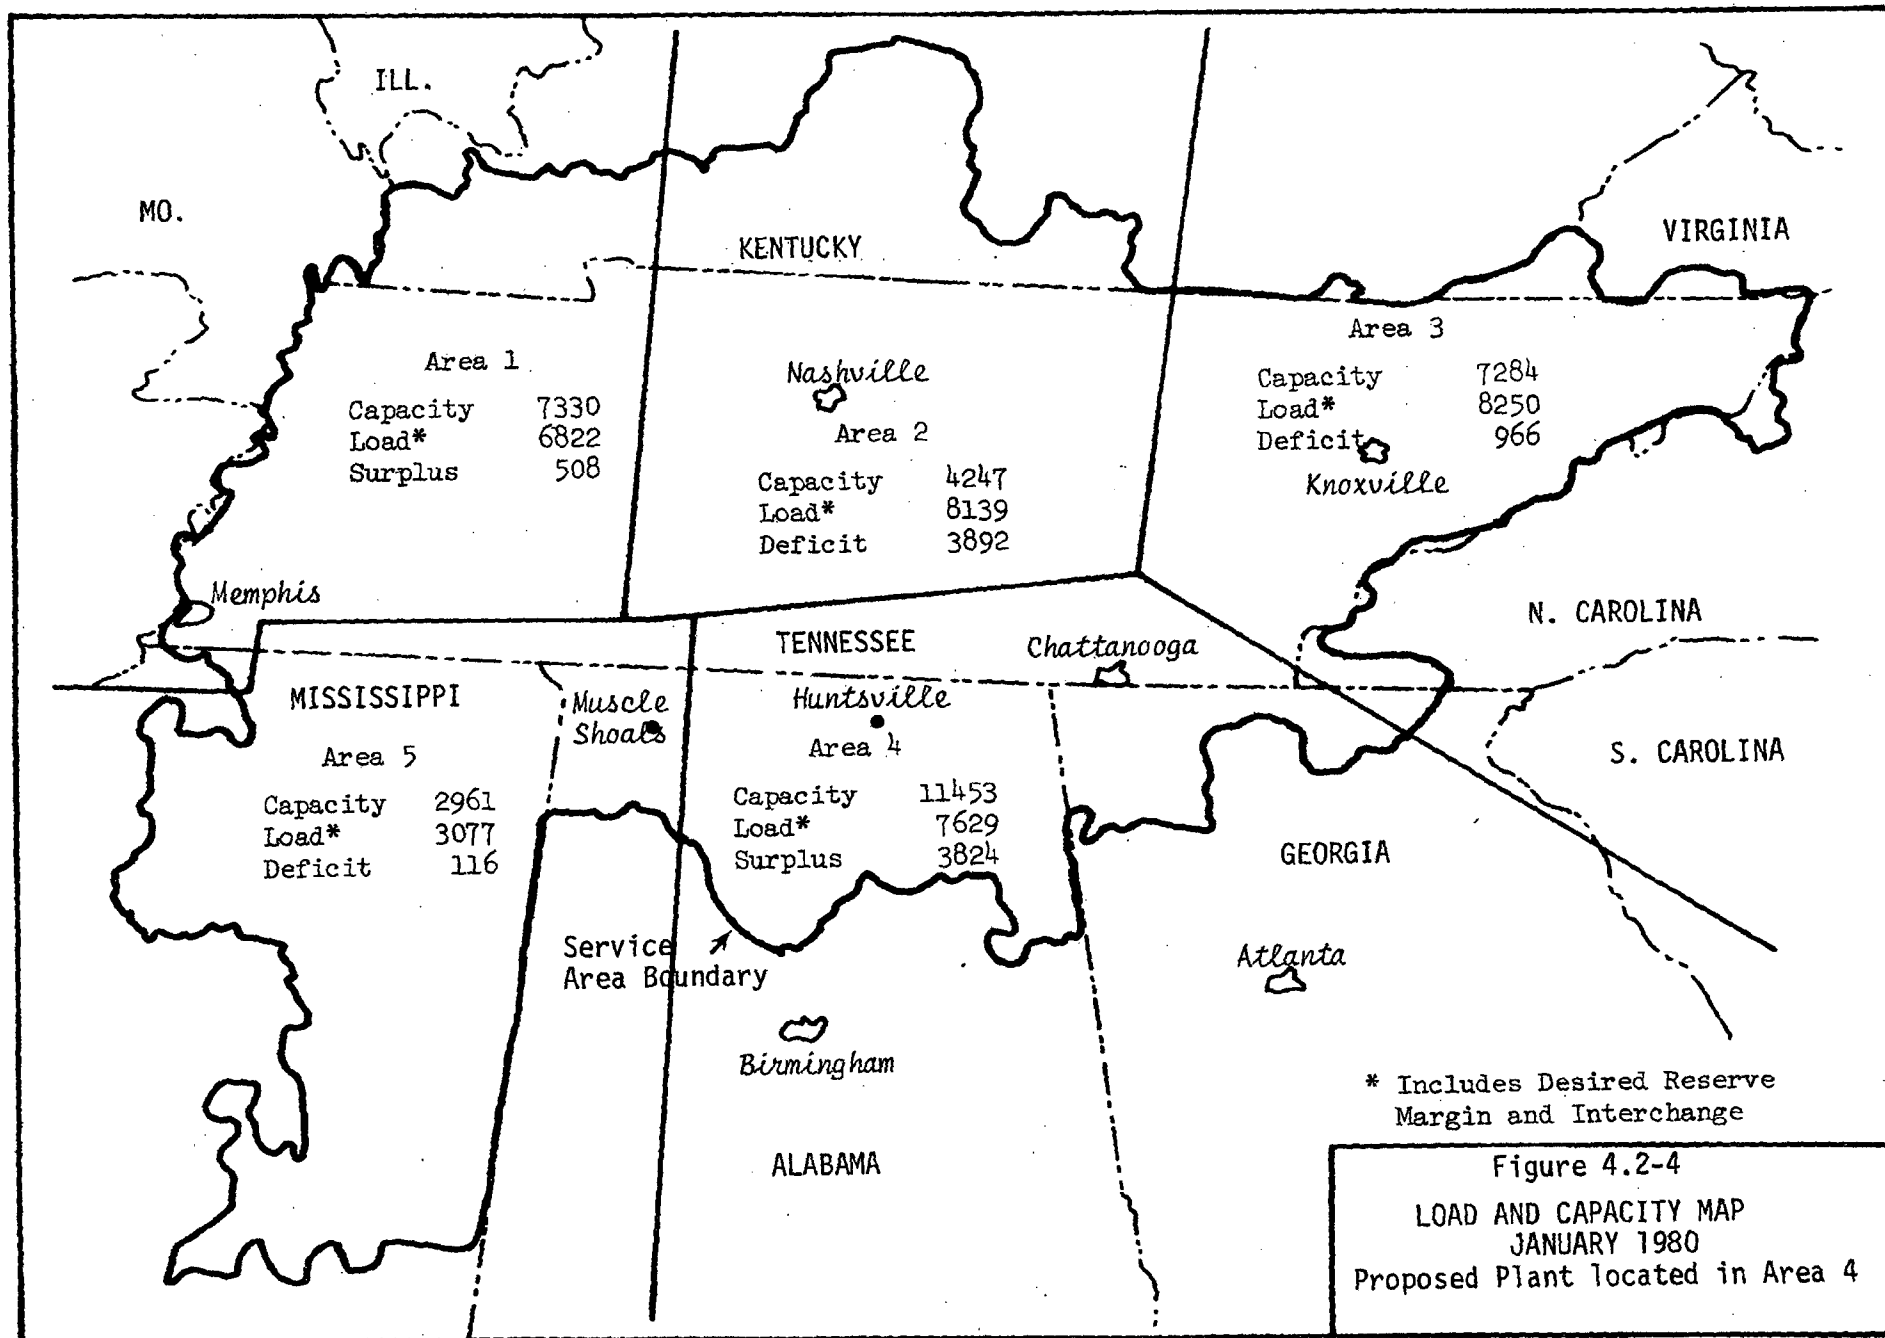 ILL.
MO.
KENTUCKY
VIRGINIA
Area 1
Capacity 7330
Load* 6822
Surplus 508
Nashville
Area 2
Capacity 4247
Load* 8139
Deficit 3892
Area 3
Capacity 7284
Load* 8250
Deficit 966
Knoxville
Memphis
N. CAROLINA
TENNESSEE
Chattanooga
MISSISSIPPI
Muscle
Shoals
Huntsville
S. CAROLINA
Area 5
Capacity 2961
Load* 3077
Deficit 116
Area 4
Capacity 11453
Load* 7629
Surplus 3824
GEORGIA
Service
Area Boundary
Atlanta
Birmingham
ALABAMA
* Includes Desired Reserve
Margin and Interchange
Figure 4.2-4
LOAD AND CAPACITY MAP
JANUARY 1980
Proposed Plant located in Area 4